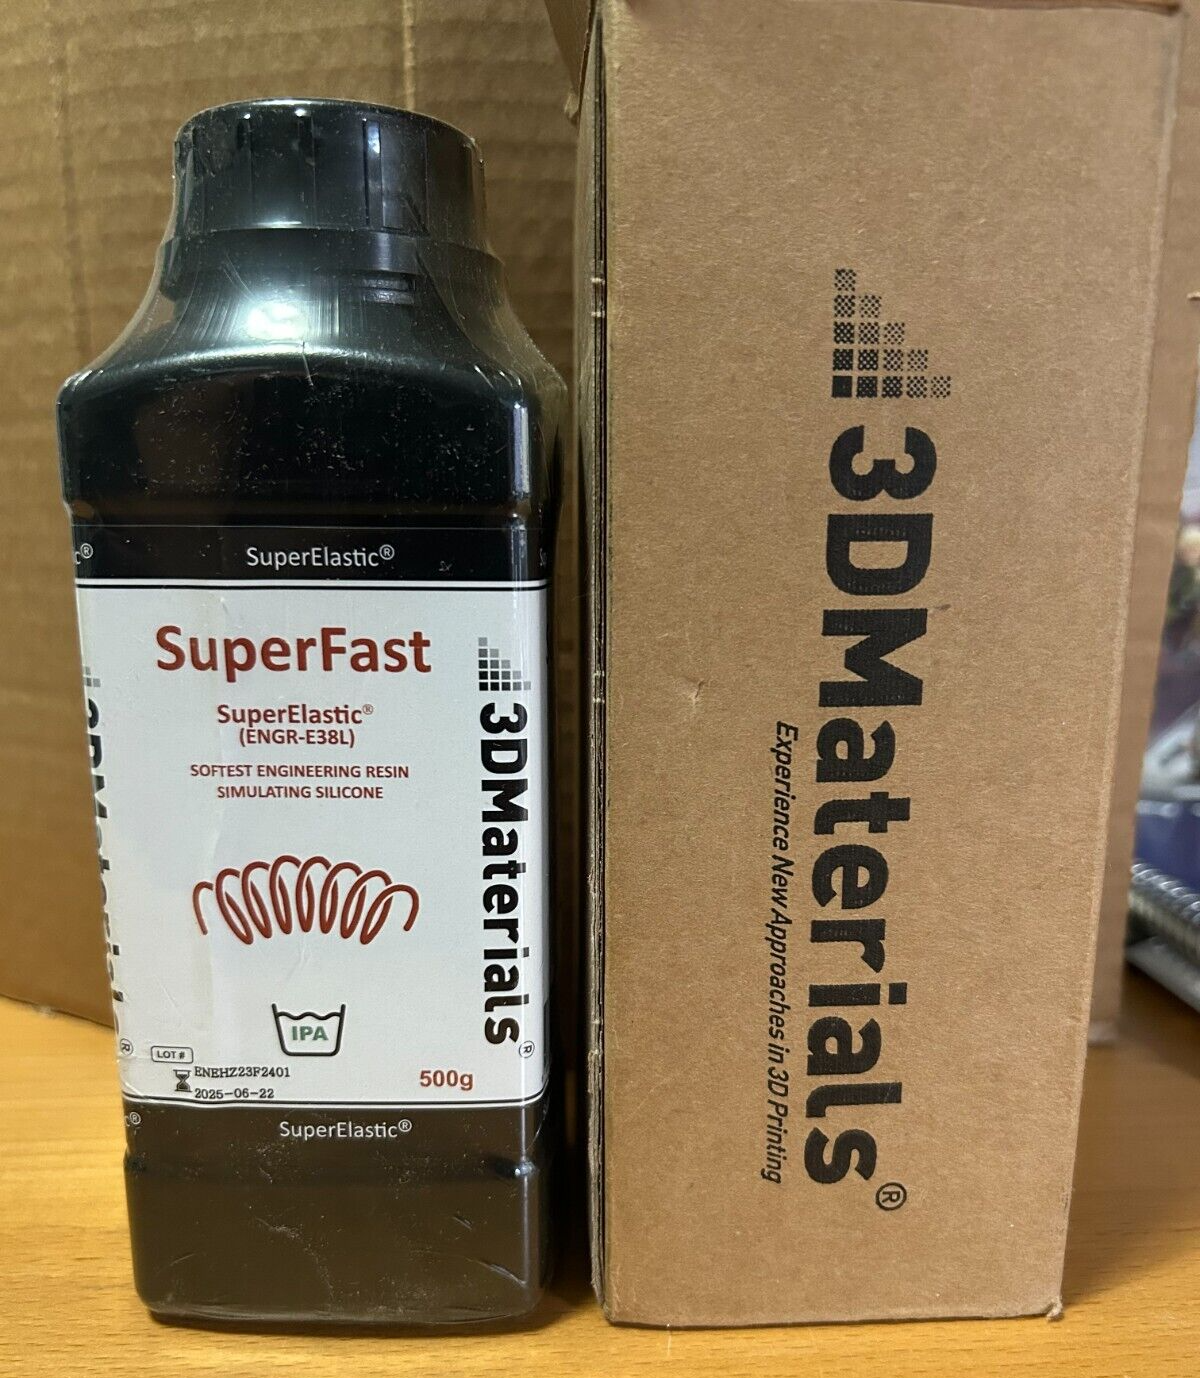 SuperElastic®
SuperFast
SuperElastic®
(ENGR-E38L)
SOFTEST ENGINEERING RESIN
SIMULATING SILICONE
IPA
LOT #
ENEHZ23F2401
2025-06-22
500g
3DMaterials®
SuperElastic®
3DMaterials®
Experience New Approaches in 3D Printing